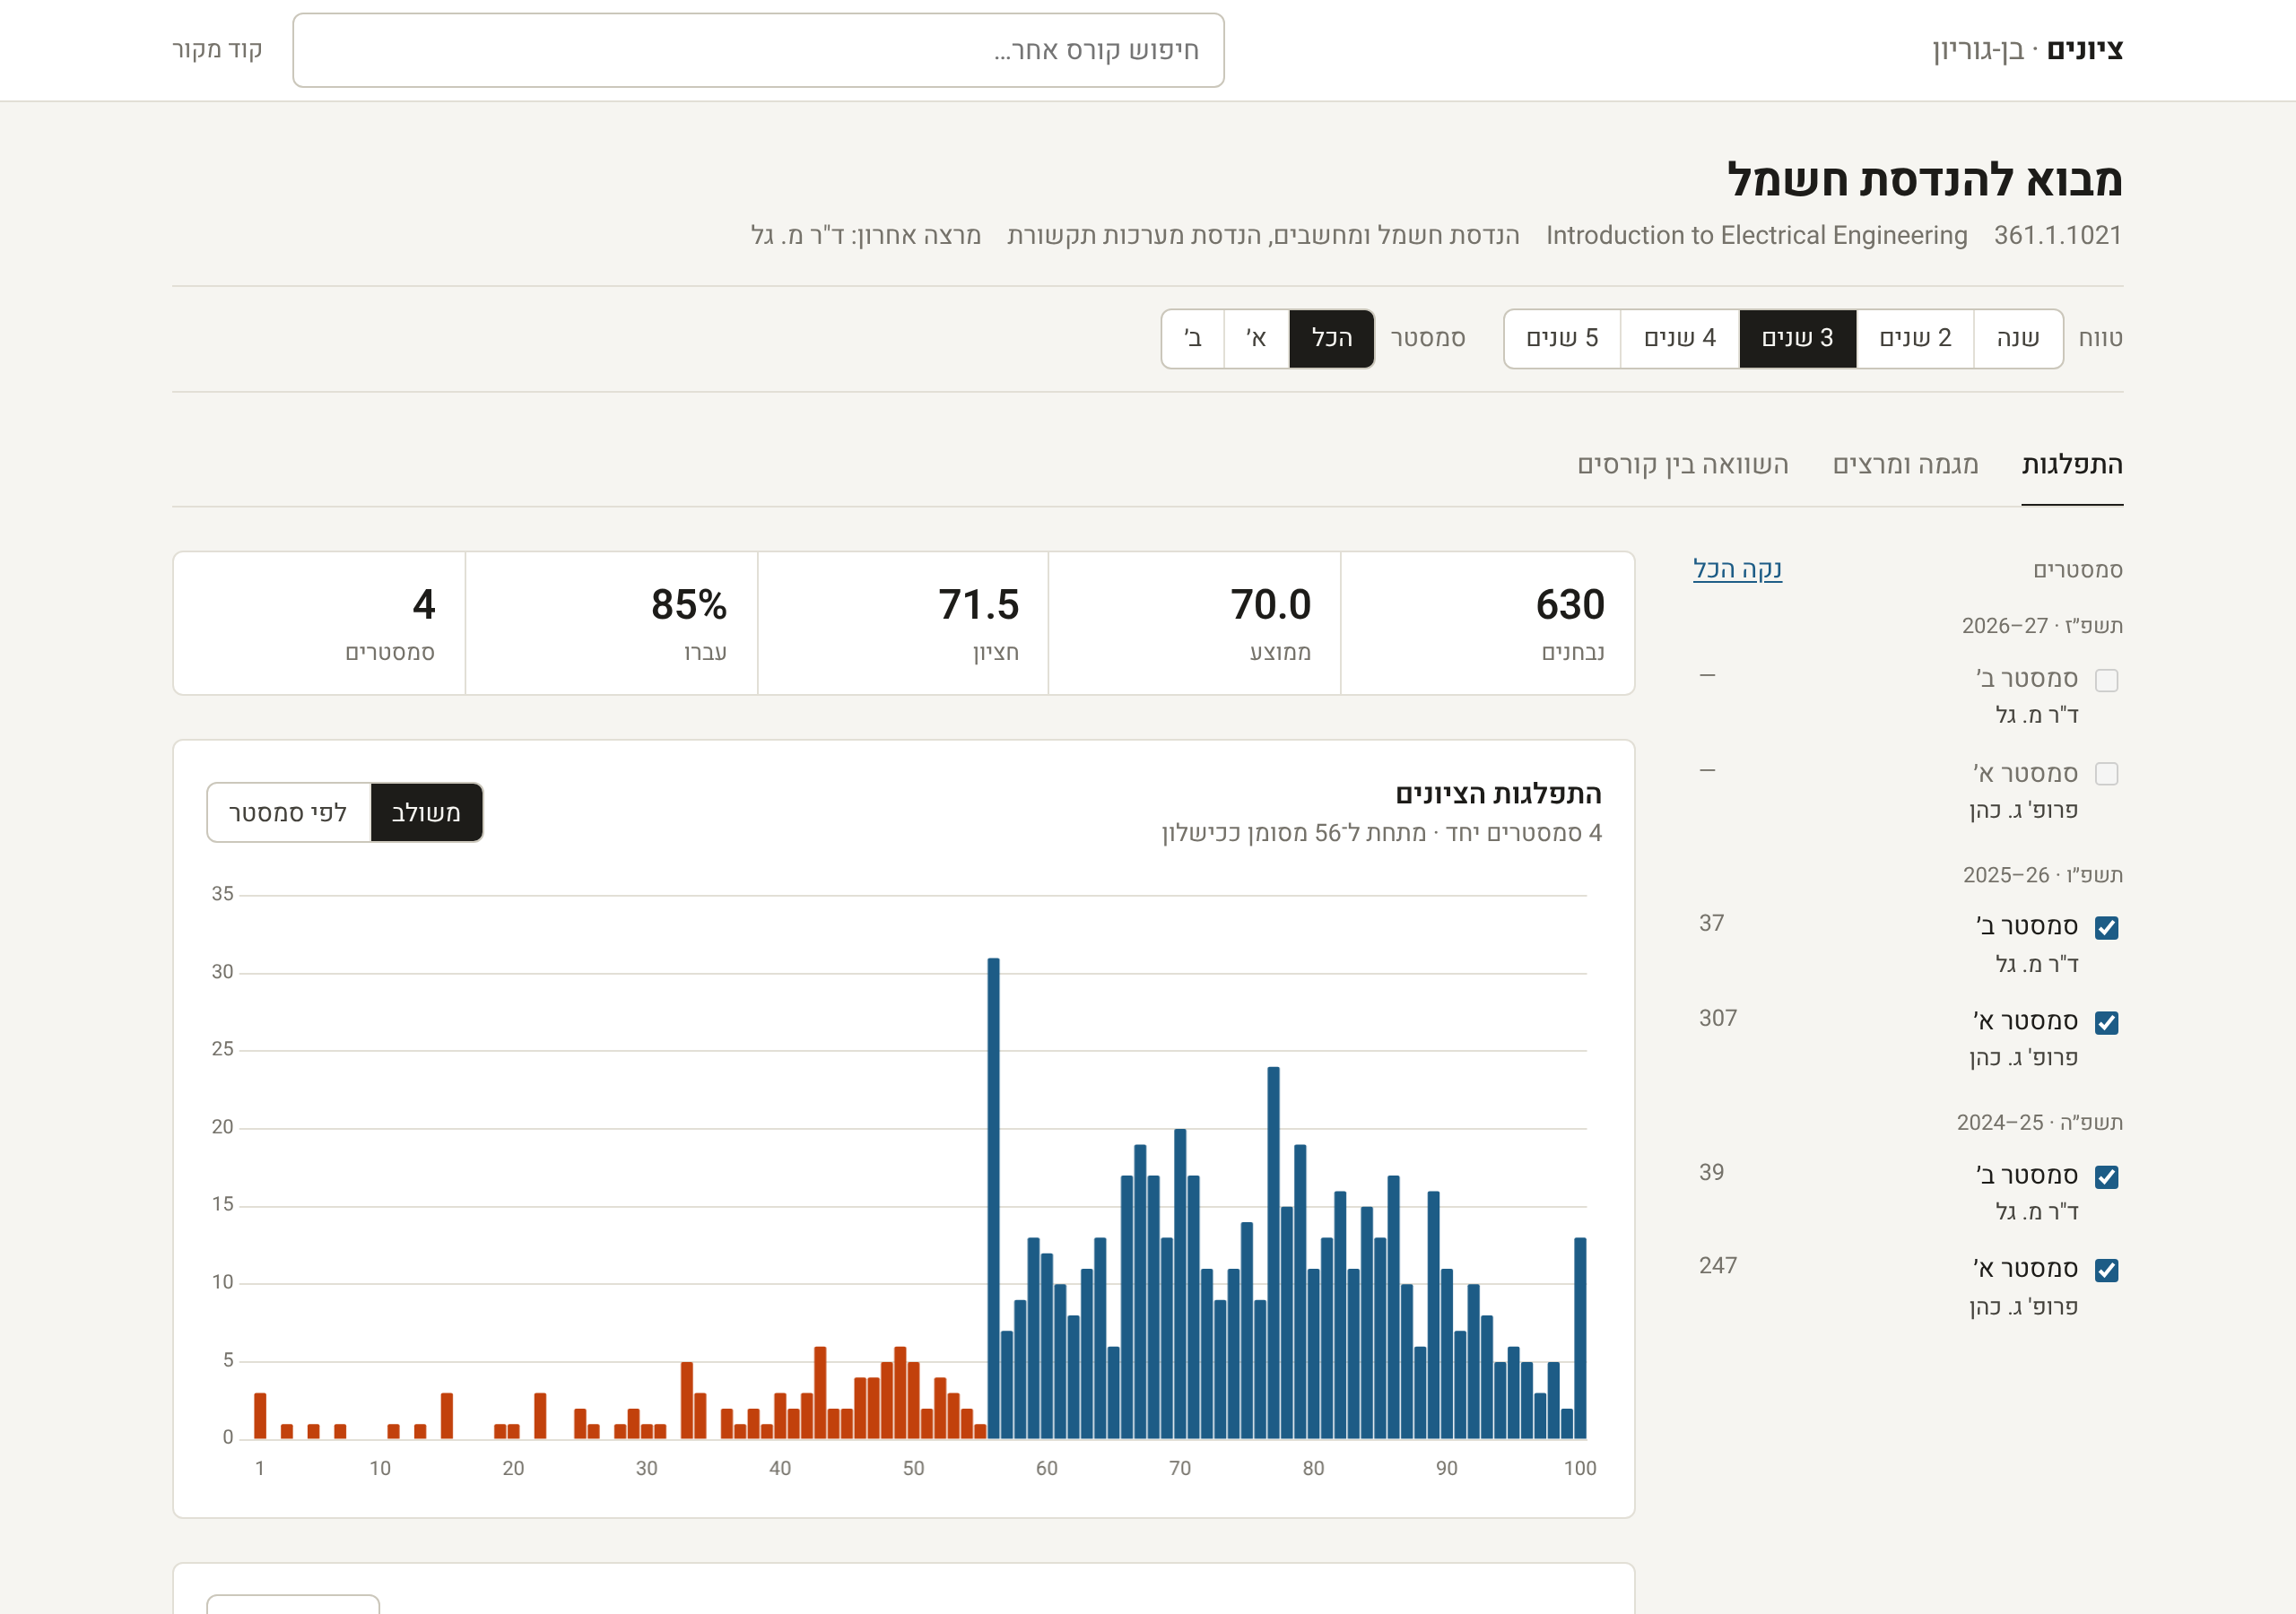 ציונים · בן-גוריון
חיפוש קורס אחר...
קוד מקור
מבוא להנדסת חשמל
361.1.1021 Introduction to Electrical Engineering הנדסת חשמל ומחשבים, הנדסת מערכות תקשורת מרצה אחרון: ד"ר מ. גל
טווח שנה 2 שנים 3 שנים 4 שנים 5 שנים סמסטר הכל א׳ ב׳
התפלגות מגמה ומרצים השוואה בין קורסים
סמסטרים נקה הכל
תשפ״ז · 2026–27
סמסטר ב׳ —
ד"ר מ. גל
סמסטר א׳ —
פרופ' ג. כהן
תשפ״ו · 2025–26
סמסטר ב׳ 37
ד"ר מ. גל
סמסטר א׳ 307
פרופ' ג. כהן
תשפ״ה · 2024–25
סמסטר ב׳ 39
ד"ר מ. גל
סמסטר א׳ 247
פרופ' ג. כהן
630 70.0 71.5 85% 4
נבחנים ממוצע חציון עברו סמסטרים
התפלגות הציונים
4 סמסטרים יחד · מתחת ל־56 מסומן ככישלון
משולב לפי סמסטר
35
30
25
20
15
10
5
0
1 10 20 30 40 50 60 70 80 90 100